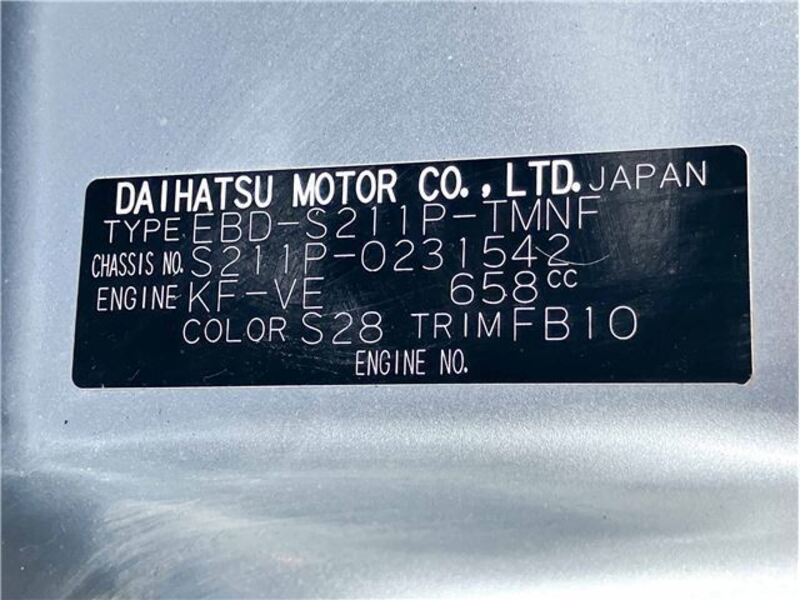 DAIHATSU MOTOR CO.,LTD. JAPAN
TYPE EBD-S211P-TMNF
CHASSIS NO. S211P-0231542
ENGINE KF-VE 658cc
COLOR S28 TRIM FB10
ENGINE NO.